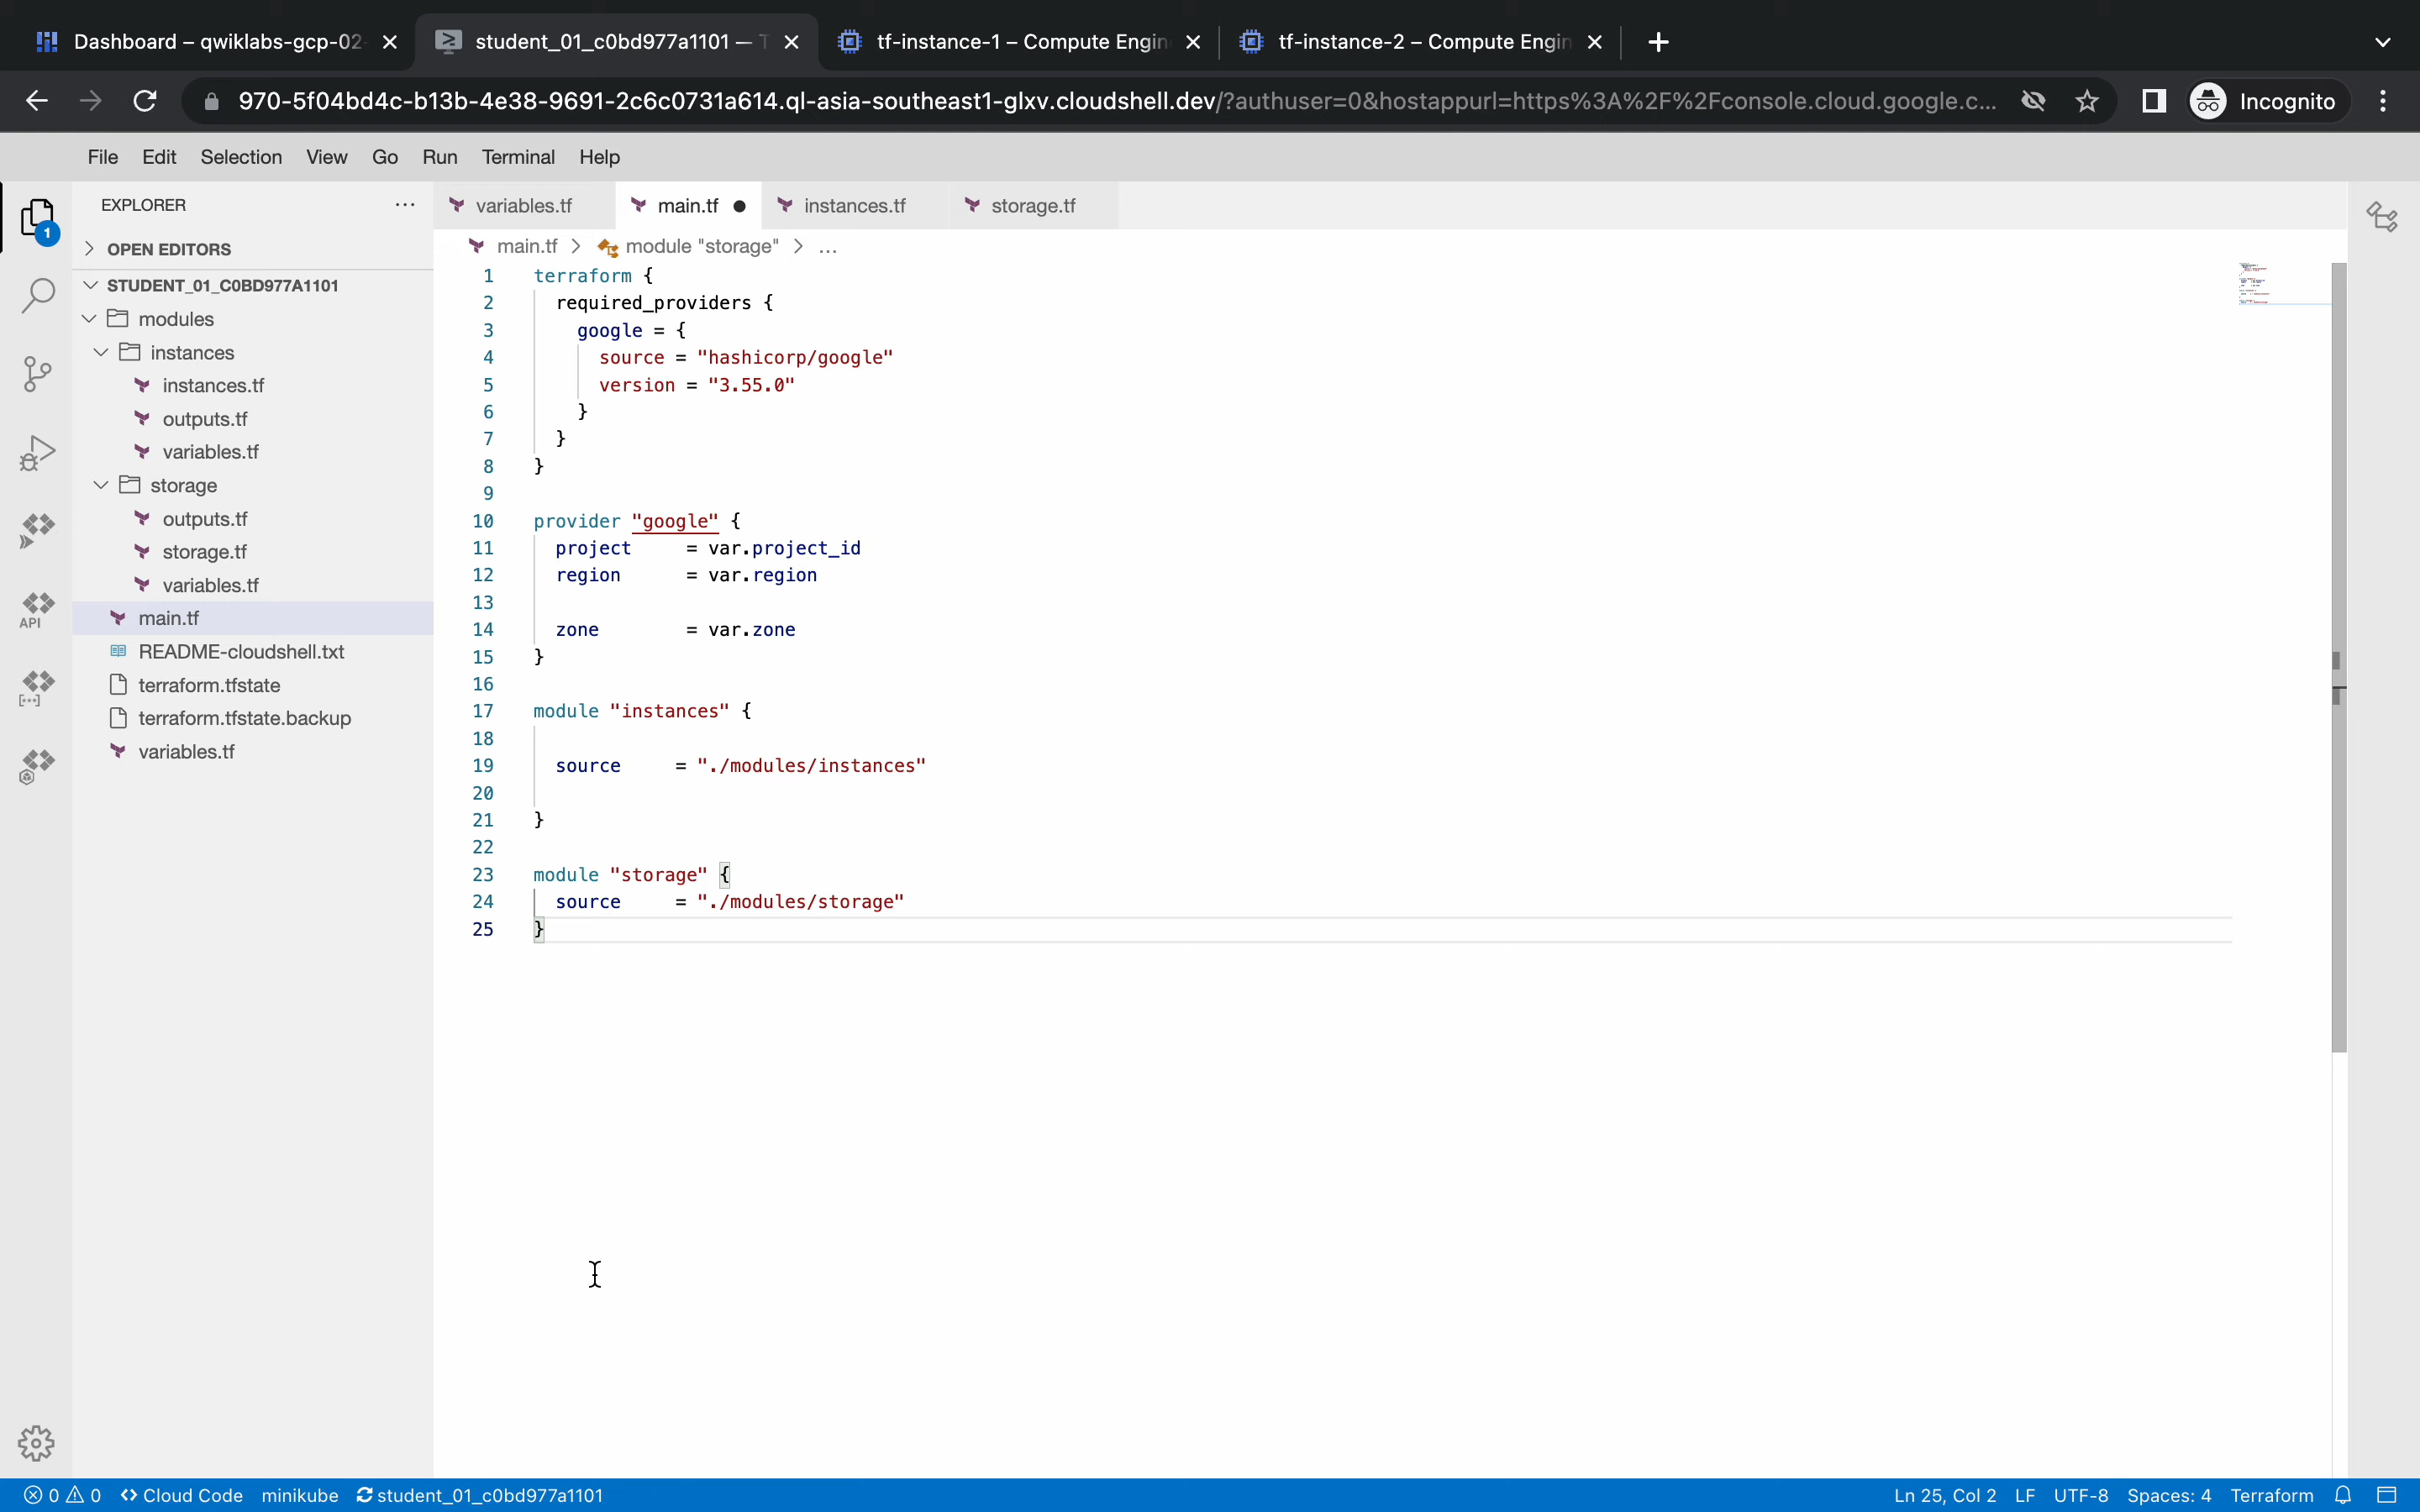 Dashboard – qwiklabs-gcp-02-
student_01_c0bd977a1101 — T
tf-instance-1 – Compute Engin
tf-instance-2 – Compute Engin
970-5f04bd4c-b13b-4e38-9691-2c6c0731a614.ql-asia-southeast1-glxv.cloudshell.dev/?authuser=0&hostappurl=https%3A%2F%2Fconsole.cloud.google.c...
Incognito
File Edit Selection View Go Run Terminal Help
EXPLORER
1
OPEN EDITORS
STUDENT_01_C0BD977A1101
modules
instances
instances.tf
outputs.tf
variables.tf
storage
outputs.tf
storage.tf
variables.tf
main.tf
README-cloudshell.txt
terraform.tfstate
terraform.tfstate.backup
variables.tf
API
variables.tf main.tf instances.tf storage.tf
main.tf > module "storage" > ...
1 terraform {
2 required_providers {
3 google = {
4 source = "hashicorp/google"
5 version = "3.55.0"
6 }
7 }
8 }
9
10 provider "google" {
11 project = var.project_id
12 region = var.region
13
14 zone = var.zone
15 }
16
17 module "instances" {
18
19 source = "./modules/instances"
20
21 }
22
23 module "storage" {
24 source = "./modules/storage"
25 }
0 0 Cloud Code minikube student_01_c0bd977a1101
Ln 25, Col 2 LF UTF-8 Spaces: 4 Terraform